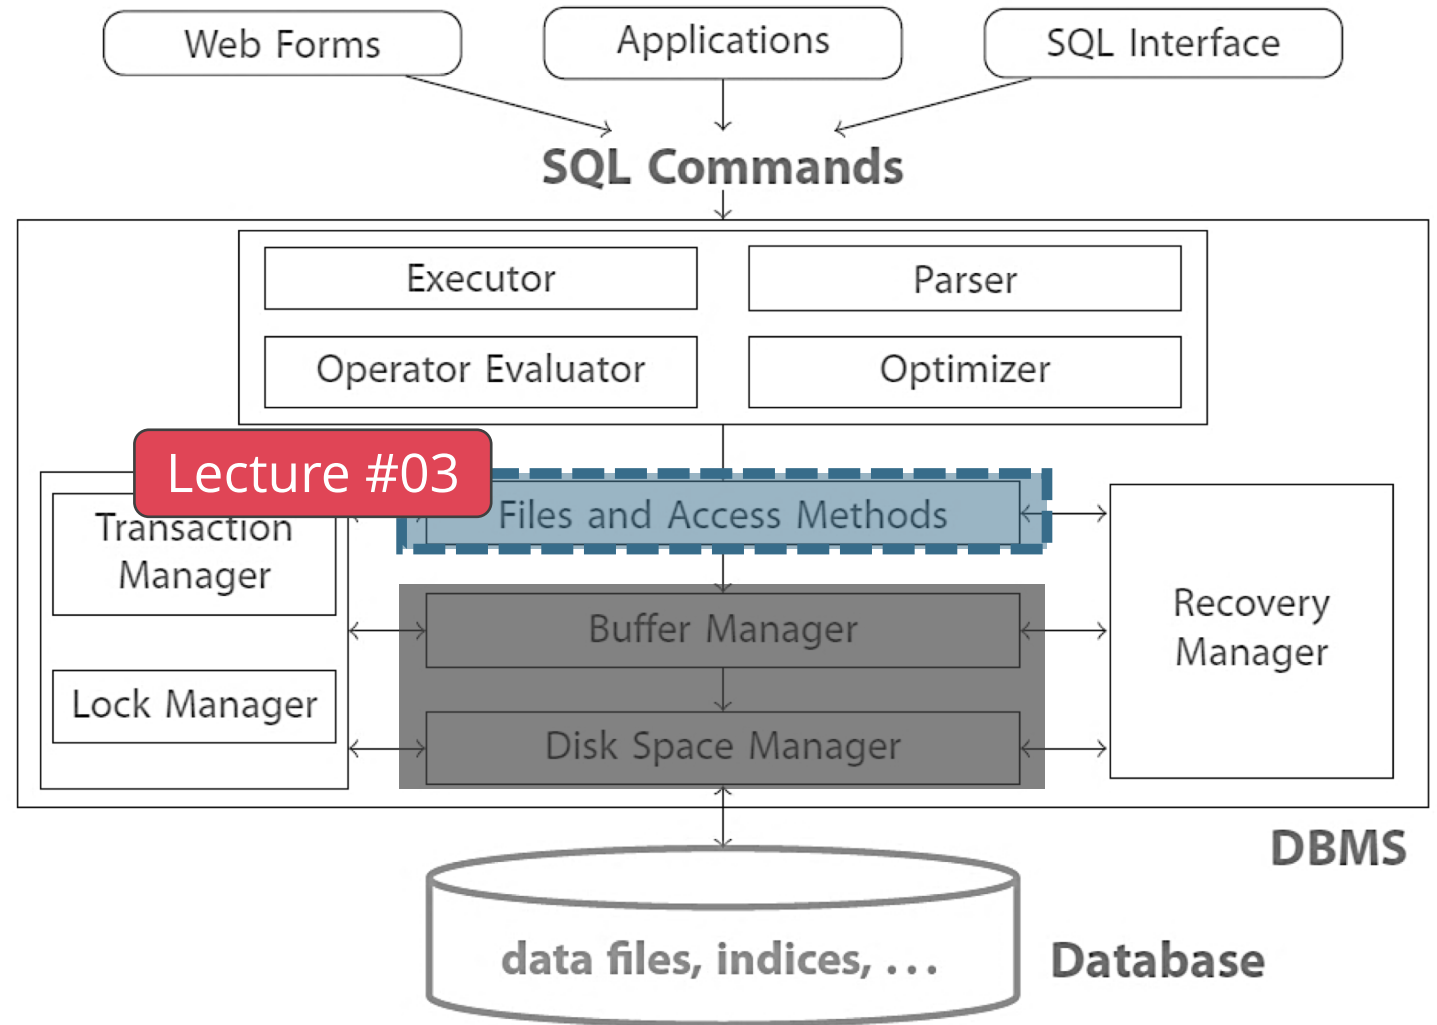 Web Forms
Applications
SQL Interface
SQL Commands
Executor
Parser
Operator Evaluator
Optimizer
Lecture #03
Files and Access Methods
Transaction
Manager
Buffer Manager
Recovery
Manager
Lock Manager
Disk Space Manager
DBMS
data files, indices, ...
Database